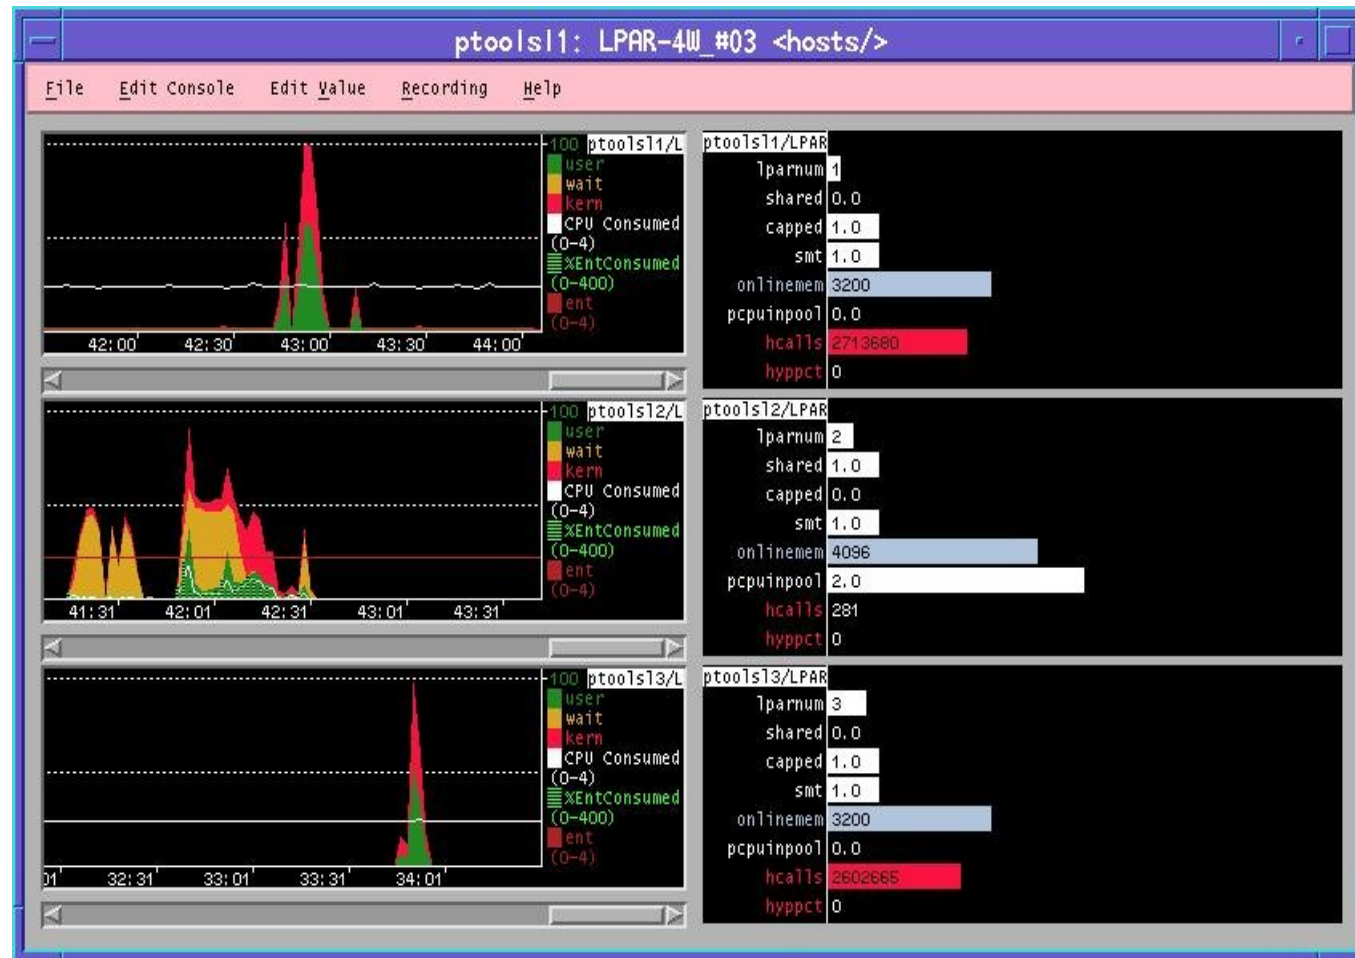 ptoolsl1: LPAR-4W_#03 <hosts/>
File Edit Console Edit Value Recording Help
100 ptoolsl1/L
user
wait
kern
CPU Consumed
(0-4)
%EntConsumed
(0-400)
ent
(0-4)
42:00 42:30 43:00 43:30 44:00
ptoolsl1/LPAR
lparnum 1
shared 0.0
capped 1.0
smt 1.0
onlinemem 3200
pcpuinpool 0.0
hcalls 2713680
hyppct 0
100 ptoolsl2/L
user
wait
kern
CPU Consumed
(0-4)
%EntConsumed
(0-400)
ent
(0-4)
41:31 42:01 42:31 43:01 43:31
ptoolsl2/LPAR
lparnum 2
shared 1.0
capped 0.0
smt 1.0
onlinemem 4096
pcpuinpool 2.0
hcalls 281
hyppct 0
100 ptoolsl3/L
user
wait
kern
CPU Consumed
(0-4)
%EntConsumed
(0-400)
ent
(0-4)
01 32:31 33:01 33:31 34:01
ptoolsl3/LPAR
lparnum 3
shared 0.0
capped 1.0
smt 1.0
onlinemem 3200
pcpuinpool 0.0
hcalls 2602665
hyppct 0